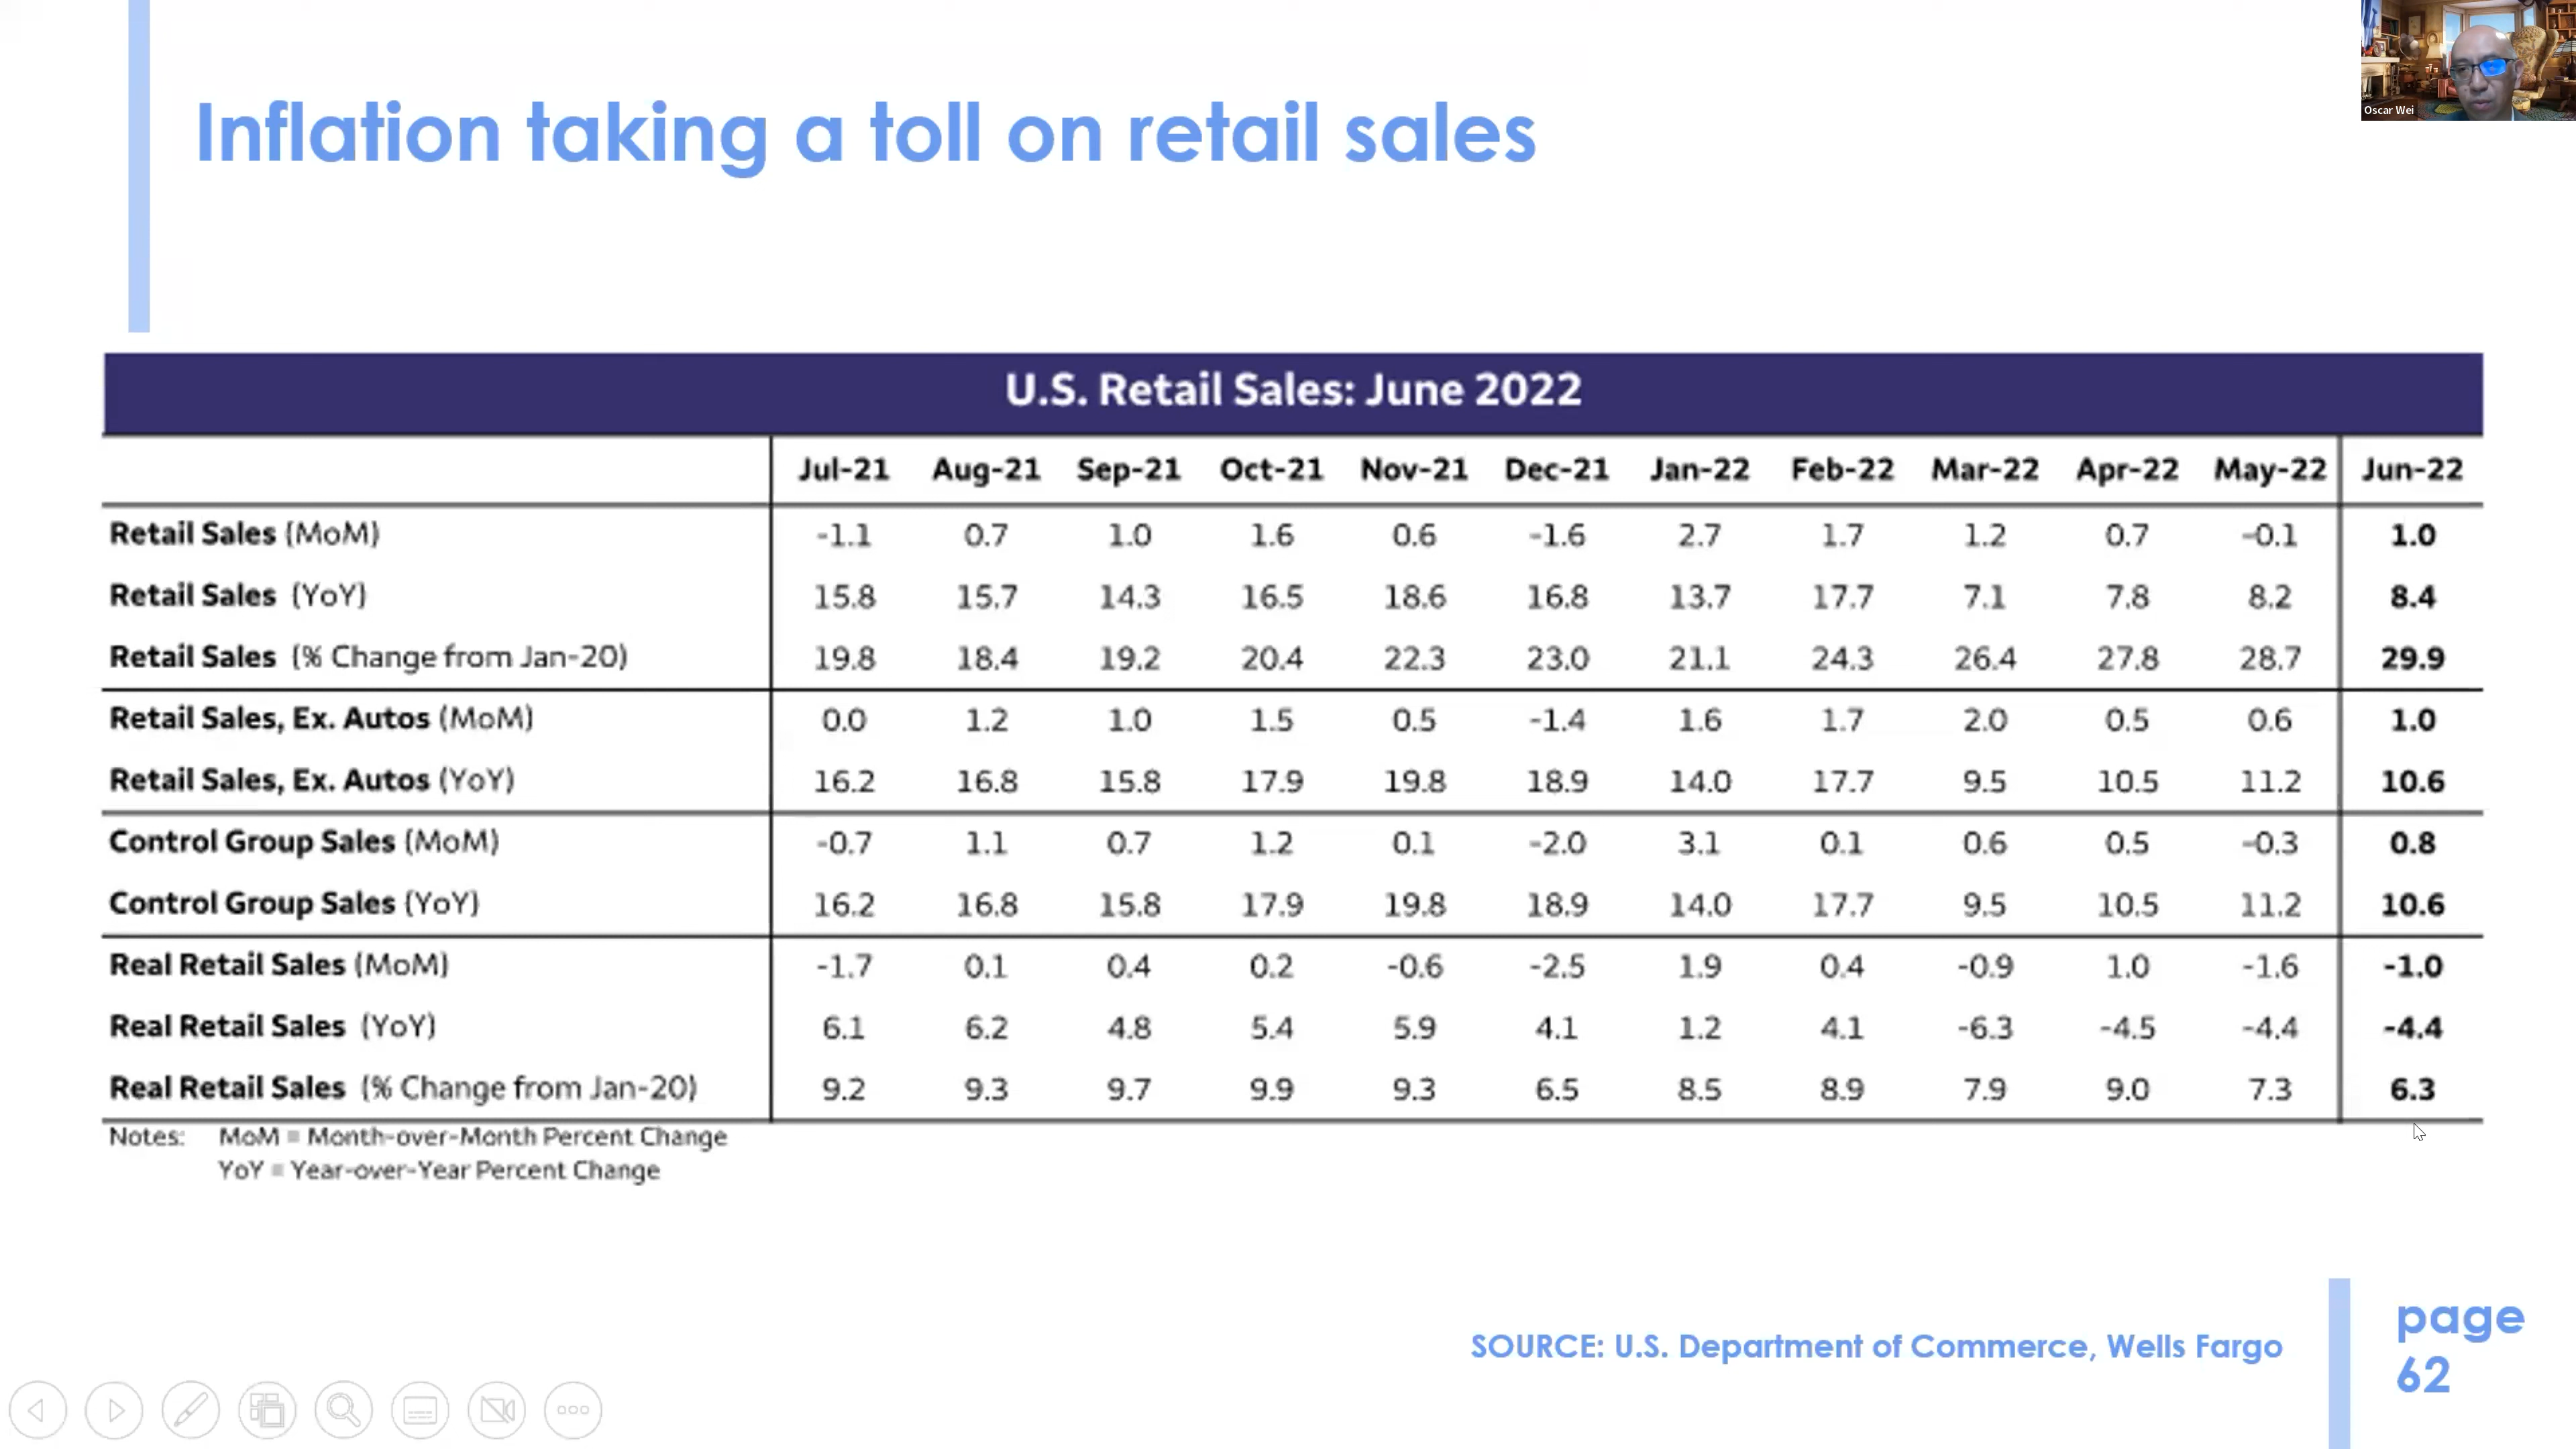 Oscar Wei
Inflation taking a toll on retail sales
U.S. Retail Sales: June 2022
Jul-21 Aug-21 Sep-21 Oct-21 Nov-21 Dec-21 Jan-22 Feb-22 Mar-22 Apr-22 May-22 Jun-22
Retail Sales (MoM) -1.1 0.7 1.0 1.6 0.6 -1.6 2.7 1.7 1.2 0.7 -0.1 1.0
Retail Sales (YoY) 15.8 15.7 14.3 16.5 18.6 16.8 13.7 17.7 7.1 7.8 8.2 8.4
Retail Sales (% Change from Jan-20) 19.8 18.4 19.2 20.4 22.3 23.0 21.1 24.3 26.4 27.8 28.7 29.9
Retail Sales, Ex. Autos (MoM) 0.0 1.2 1.0 1.5 0.5 -1.4 1.6 1.7 2.0 0.5 0.6 1.0
Retail Sales, Ex. Autos (YoY) 16.2 16.8 15.8 17.9 19.8 18.9 14.0 17.7 9.5 10.5 11.2 10.6
Control Group Sales (MoM) -0.7 1.1 0.7 1.2 0.1 -2.0 3.1 0.1 0.6 0.5 -0.3 0.8
Control Group Sales (YoY) 16.2 16.8 15.8 17.9 19.8 18.9 14.0 17.7 9.5 10.5 11.2 10.6
Real Retail Sales (MoM) -1.7 0.1 0.4 0.2 -0.6 -2.5 1.9 0.4 -0.9 1.0 -1.6 -1.0
Real Retail Sales (YoY) 6.1 6.2 4.8 5.4 5.9 4.1 1.2 4.1 -6.3 -4.5 -4.4 -4.4
Real Retail Sales (% Change from Jan-20) 9.2 9.3 9.7 9.9 9.3 6.5 8.5 8.9 7.9 9.0 7.3 6.3
Notes: MoM = Month-over-Month Percent Change
YoY = Year-over-Year Percent Change
SOURCE: U.S. Department of Commerce, Wells Fargo
page
62